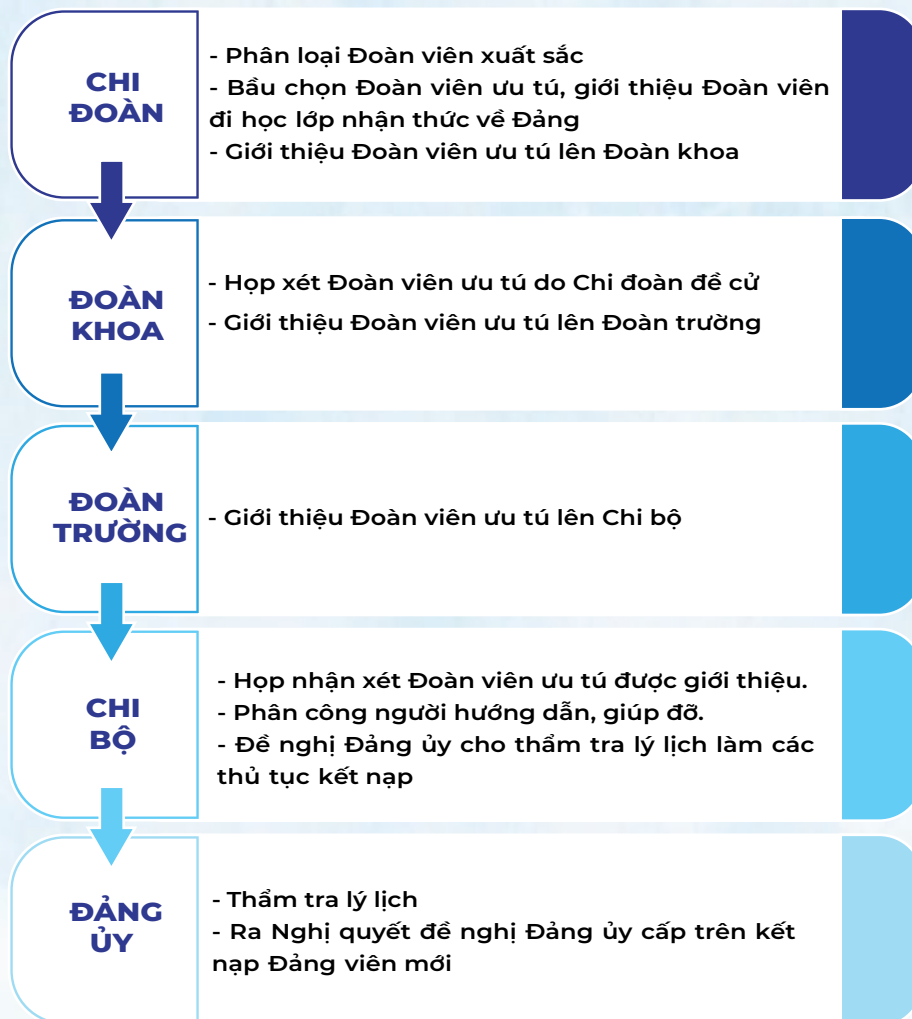 CHI
ĐOÀN
- Phân loại Đoàn viên xuất sắc
- Bầu chọn Đoàn viên ưu tú, giới thiệu Đoàn viên
đi học lớp nhận thức về Đảng
- Giới thiệu Đoàn viên ưu tú lên Đoàn khoa
ĐOÀN
KHOA
- Họp xét Đoàn viên ưu tú do Chi đoàn đề cử
- Giới thiệu Đoàn viên ưu tú lên Đoàn trường
ĐOÀN
TRƯỜNG
- Giới thiệu Đoàn viên ưu tú lên Chi bộ
CHI
BỘ
- Họp nhận xét Đoàn viên ưu tú được giới thiệu.
- Phân công người hướng dẫn, giúp đỡ.
- Đề nghị Đảng ủy cho thẩm tra lý lịch làm các
thủ tục kết nạp
ĐẢNG
ỦY
- Thẩm tra lý lịch
- Ra Nghị quyết đề nghị Đảng ủy cấp trên kết
nạp Đảng viên mới